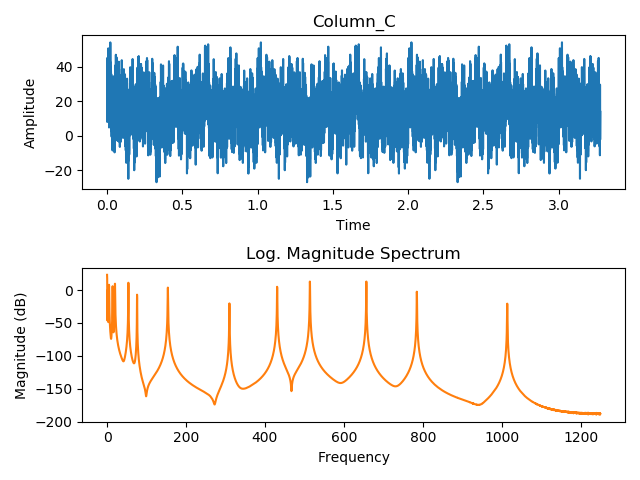 Column_C
40
20
0
−20
Amplitude
0.0 0.5 1.0 1.5 2.0 2.5 3.0
Time
Log. Magnitude Spectrum
0
−50
−100
−150
−200
Magnitude (dB)
0 200 400 600 800 1000 1200
Frequency